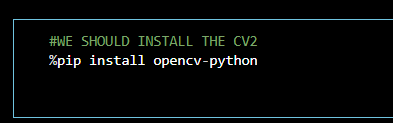 #WE SHOULD INSTALL THE CV2
%pip install opencv-python